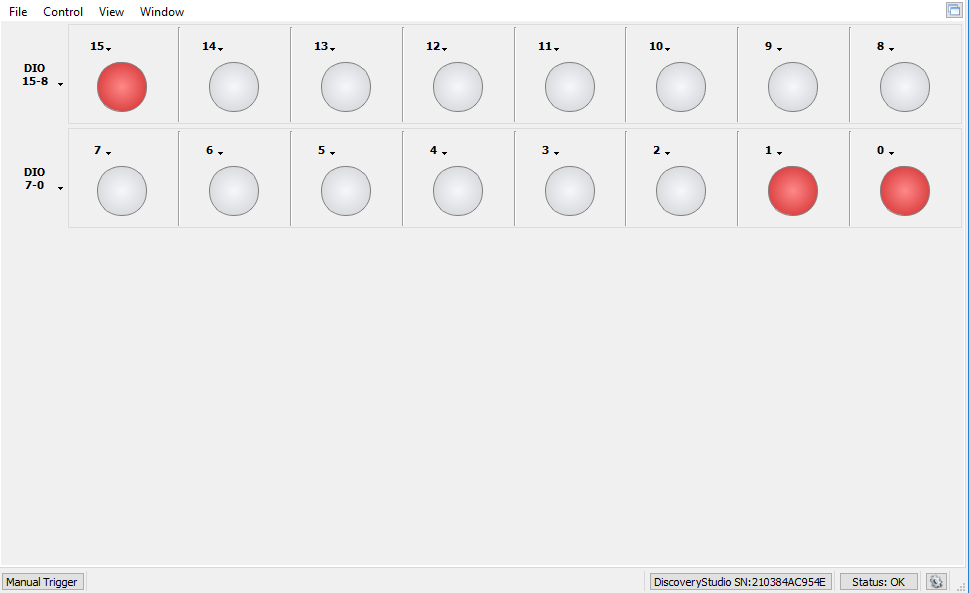 File Control View Window
DIO
15-8
15 14 13 12 11 10 9 8
DIO
7-0
7 6 5 4 3 2 1 0
Manual Trigger DiscoveryStudio SN:210384AC954E Status: OK